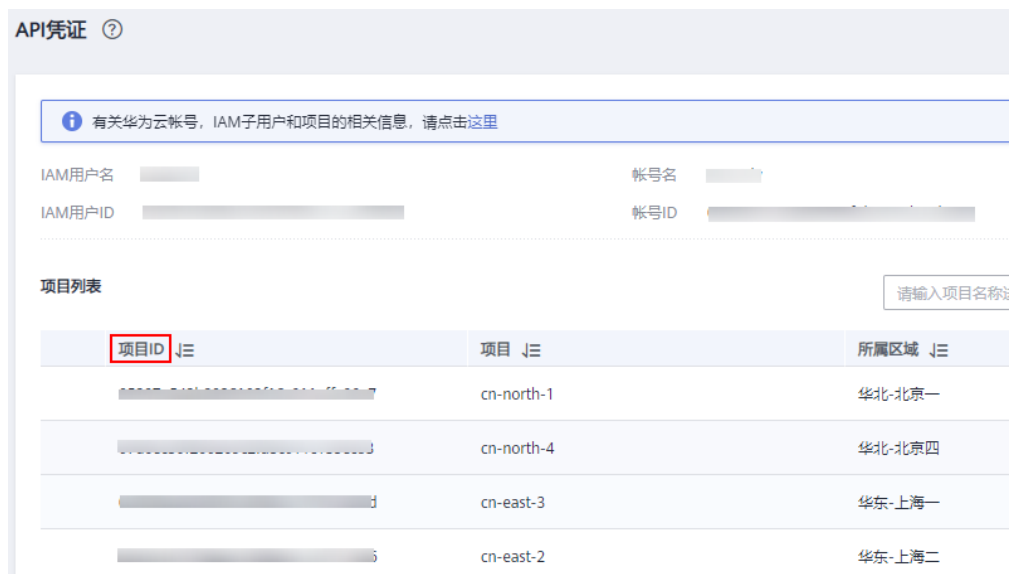 API凭证
有关华为云帐号，IAM子用户和项目的相关信息，请点击这里
IAM用户名
帐号名
IAM用户ID
帐号ID
项目列表
请输入项目名称
项目ID 项目 所属区域
cn-north-1 华北-北京一
cn-north-4 华北-北京四
cn-east-3 华东-上海一
cn-east-2 华东-上海二